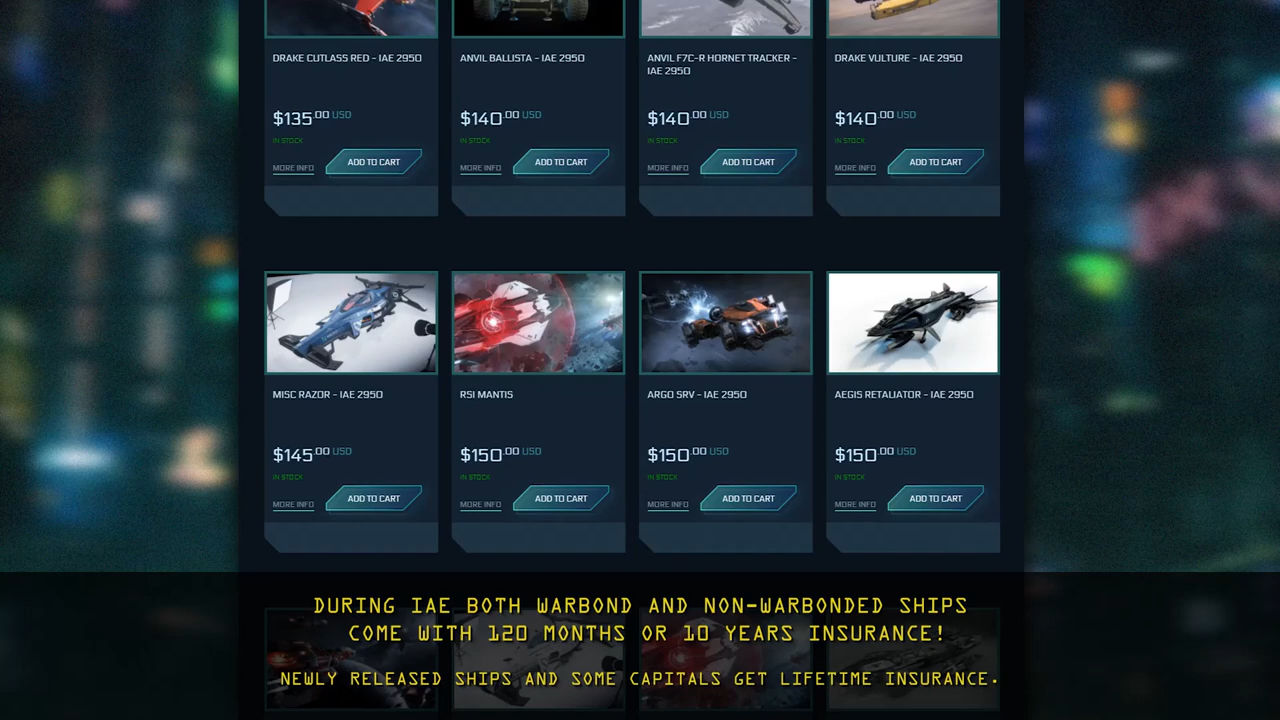 DRAKE CUTLASS RED - IAE 2950
ANVIL BALLISTA - IAE 2950
ANVIL F7C-R HORNET TRACKER -
IAE 2950
DRAKE VULTURE - IAE 2950
$135.00 USD
$140.00 USD
$140.00 USD
$140.00 USD
IN STOCK
IN STOCK
IN STOCK
IN STOCK
MORE INFO
ADD TO CART
MORE INFO
ADD TO CART
MORE INFO
ADD TO CART
MORE INFO
ADD TO CART
MISC RAZOR - IAE 2950
RSI MANTIS
ARGO SRV - IAE 2950
AEGIS RETALIATOR - IAE 2950
$145.00 USD
$150.00 USD
$150.00 USD
$150.00 USD
IN STOCK
IN STOCK
IN STOCK
IN STOCK
MORE INFO
ADD TO CART
MORE INFO
ADD TO CART
MORE INFO
ADD TO CART
MORE INFO
ADD TO CART
DURING IAE BOTH WARBOND AND NON-WARBONDED SHIPS
COME WITH 120 MONTHS OR 10 YEARS INSURANCE!
NEWLY RELEASED SHIPS AND SOME CAPITALS GET LIFETIME INSURANCE.